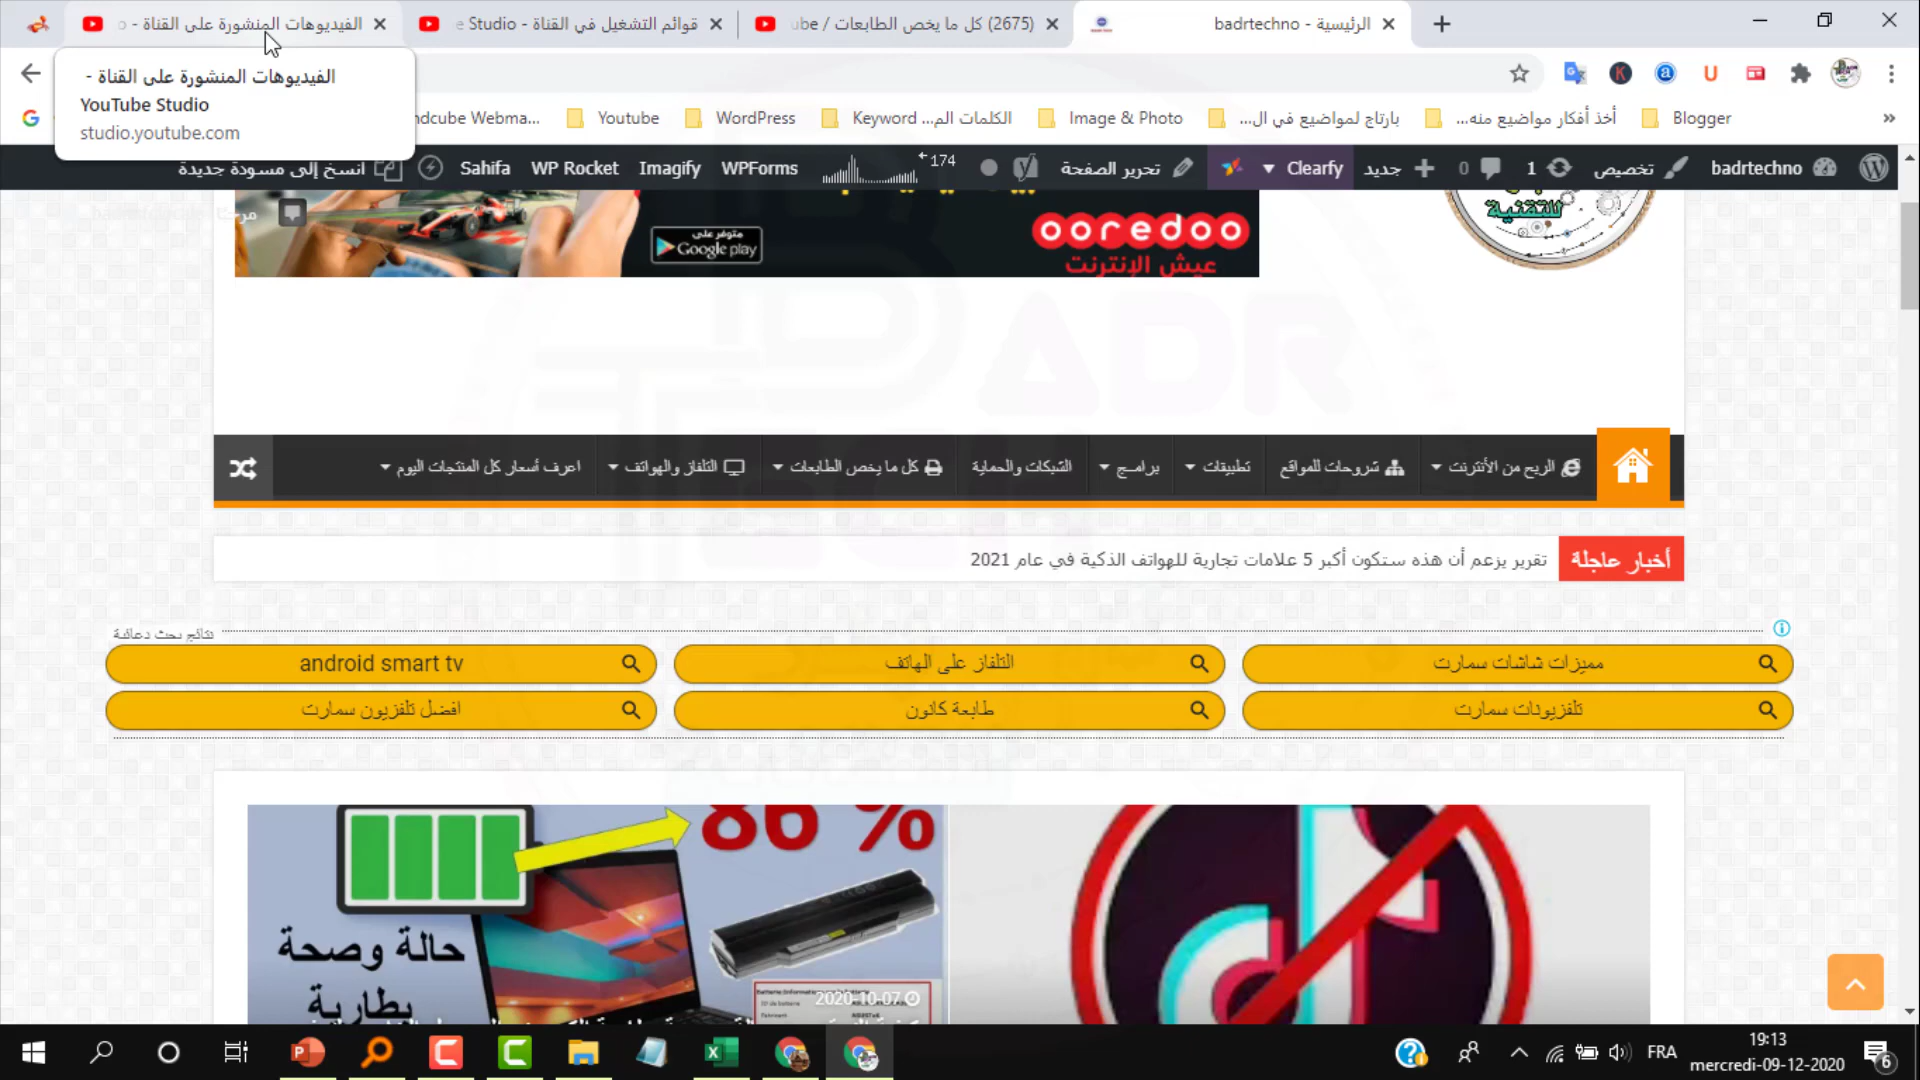 الفيديوهات المنشورة على القناة - o
قوائم التشغيل في القناة - Studio e
(2675) كل ما يخص الطابعات / ube
الرئيسية - badrtechno
الفيديوهات المنشورة على القناة -
YouTube Studio
studio.youtube.com
ndcube Webma...
Youtube
WordPress
الكلمات الم... Keyword
Image & Photo
بارتاج لمواضيع في ال...
أخذ أفكار مواضيع منه...
Blogger
»
انسخ إلى مسودة جديدة
Sahifa
WP Rocket
Imagify
WPForms
174
تحرير الصفحة
Clearfy
جديد
0
1
تخصيص
badrtechno
متوفر على
Google play
ooredoo
عيش الإنترنت
للتقنية
BADR
الربح من الأنترنت
شروحات للمواقع
تطبيقات
برامج
الشبكات والحماية
كل ما يخص الطابعات
التلفاز والهواتف
اعرف أسعار كل المنتجات اليوم
أخبار عاجلة
تقرير يزعم أن هذه ستكون أكبر 5 علامات تجارية للهواتف الذكية في عام 2021
نتائج بحث دعائية
مميزات شاشات سمارت
التلفاز على الهاتف
android smart tv
تلفزيونات سمارت
طابعة كانون
افضل تلفزيون سمارت
86 %
حالة وصحة
بطارية
2020-10-07
FRA
19:13
mercredi-09-12-2020
6